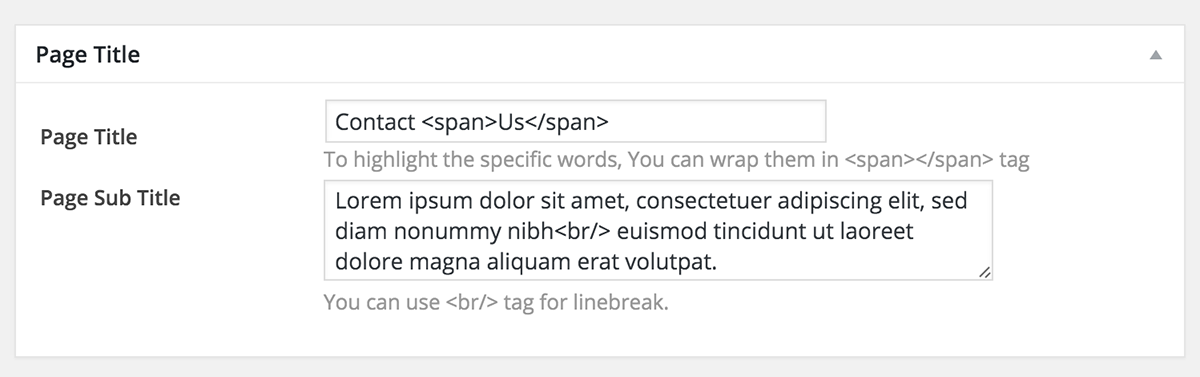 Page Title
Page Title
Contact <span>Us</span>
To highlight the specific words, You can wrap them in <span></span> tag
Page Sub Title
Lorem ipsum dolor sit amet, consectetuer adipiscing elit, sed
diam nonummy nibh<br/> euismod tincidunt ut laoreet
dolore magna aliquam erat volutpat.
You can use <br/> tag for linebreak.